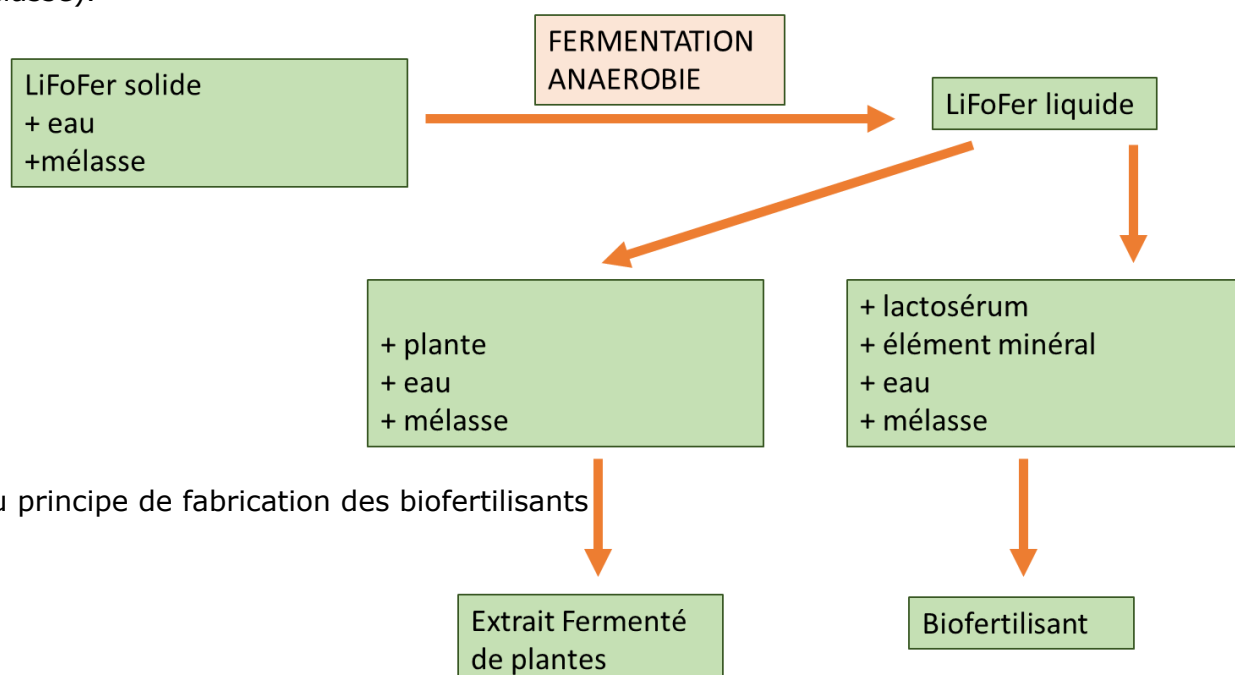 FERMENTATION
ANAEROBIE
LiFoFer solide
+ eau
+mélasse
LiFoFer liquide
+ plante
+ eau
+ mélasse
+ lactosérum
+ élément minéral
+ eau
+ mélasse
principe de fabrication des biofertilisants
Extrait Fermenté
de plantes
Biofertilisant